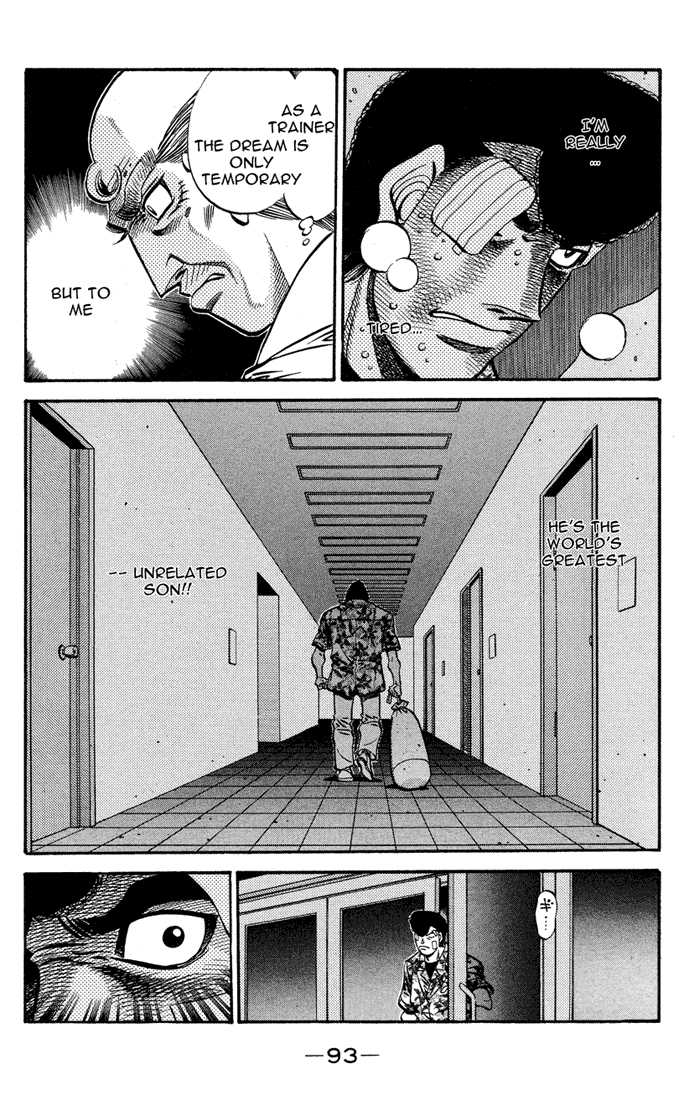 I'M
REALLY
...
TIRED...
AS A
TRAINER
THE DREAM IS
ONLY
TEMPORARY
BUT TO
ME
HE'S THE
WORLD'S
GREATEST
-- UNRELATED
SON!!
ギ‥‥
—93—